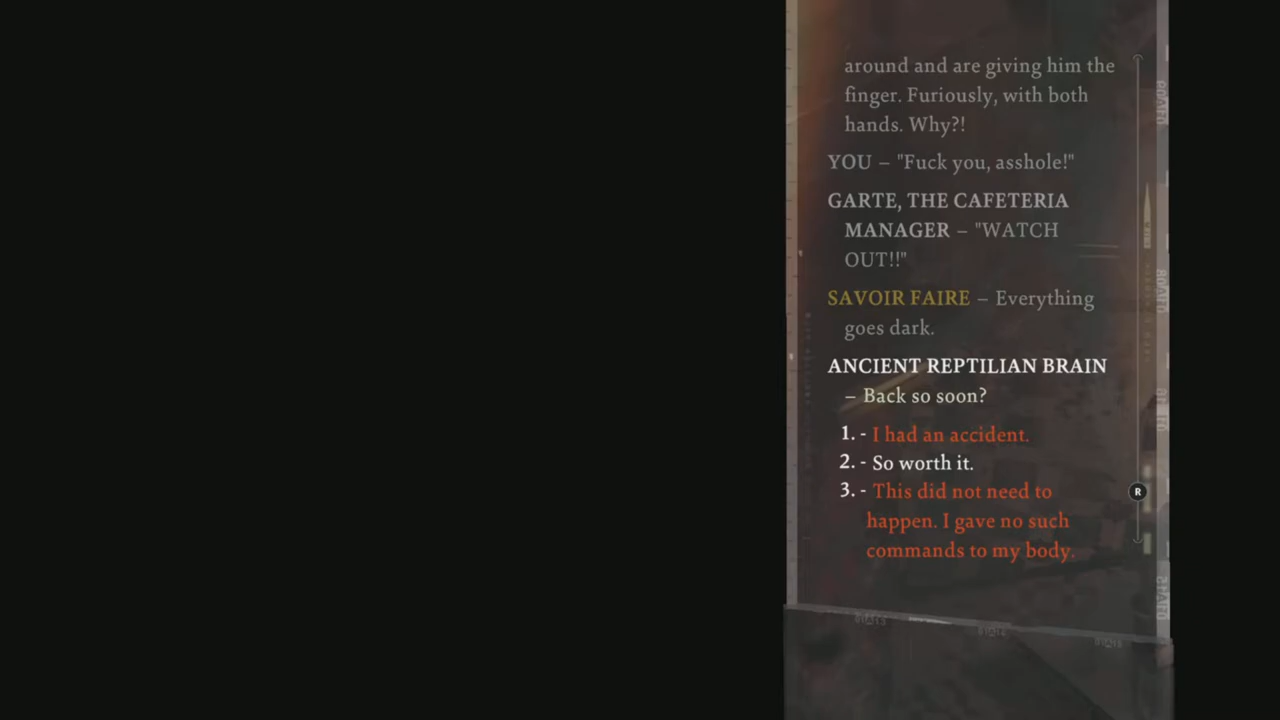 around and are giving him the
finger. Furiously, with both
hands. Why?!
YOU – "Fuck you, asshole!"
GARTE, THE CAFETERIA
MANAGER – "WATCH
OUT!!"
SAVOIR FAIRE – Everything
goes dark.
ANCIENT REPTILIAN BRAIN
– Back so soon?
1. - I had an accident.
2. - So worth it.
3. - This did not need to
happen. I gave no such
commands to my body.
R